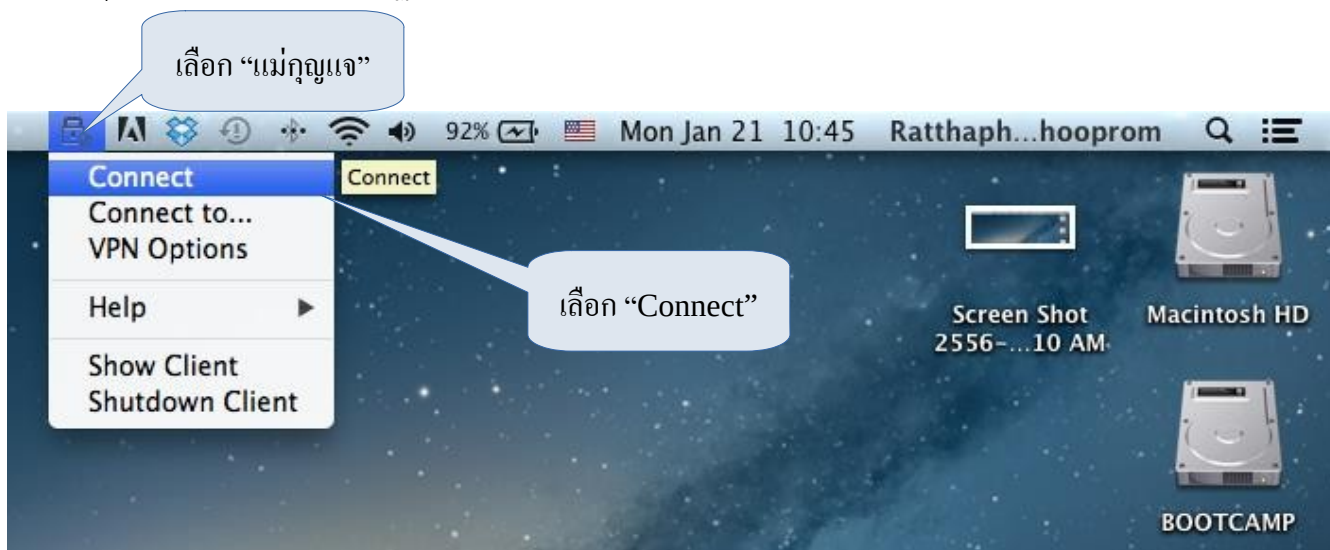 เลือก “แม่กุญแจ”
92% Mon Jan 21 10:45 Ratthaph...hooprom
Connect
Connect
Connect to...
VPN Options
Help
Show Client
Shutdown Client
เลือก “Connect”
Screen Shot
2556-...10 AM
Macintosh HD
BOOTCAMP